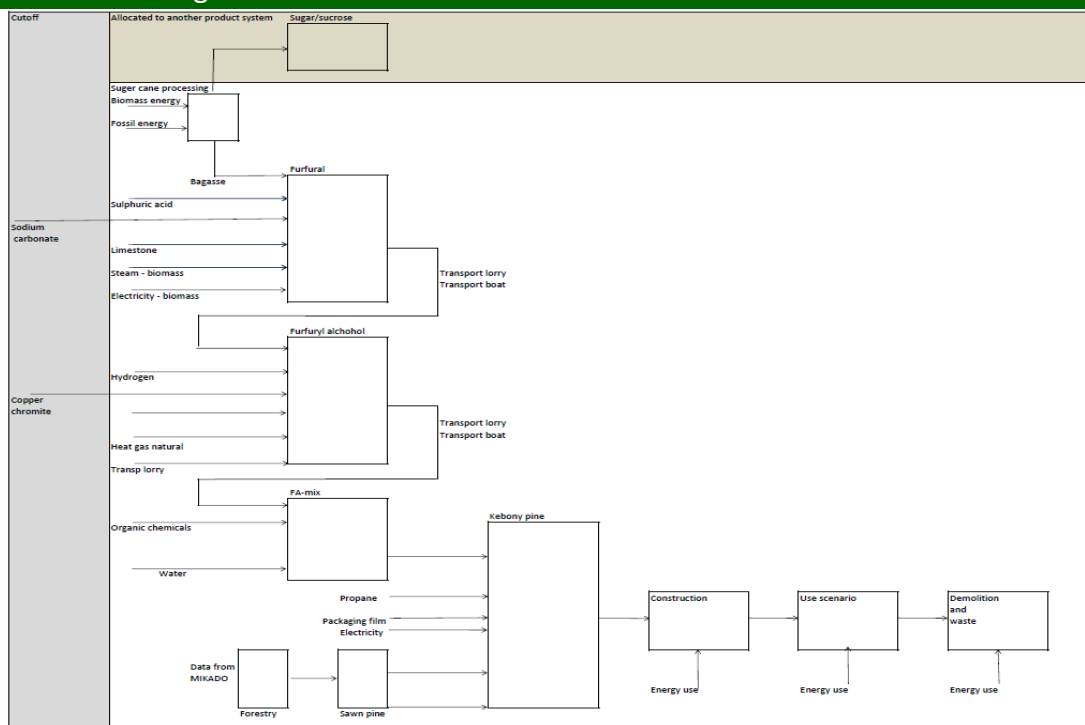 Cutoff
Allocated to another product system
Sugar/sucrose
Suger cane processing
Biomass energy
Fossil energy
Bagasse
Furfural
Sulphuric acid
Sodium
carbonate
Limestone
Steam - biomass
Electricity - biomass
Transport lorry
Transport boat
Furfuryl alchohol
Hydrogen
Copper
chromite
Heat gas natural
Transp lorry
Transport lorry
Transport boat
FA-mix
Organic chemicals
Water
Kebony pine
Propane
Packaging film
Electricity
Construction
Use scenario
Demolition
and
waste
Data from
MIKADO
Forestry
Sawn pine
Energy use
Energy use
Energy use